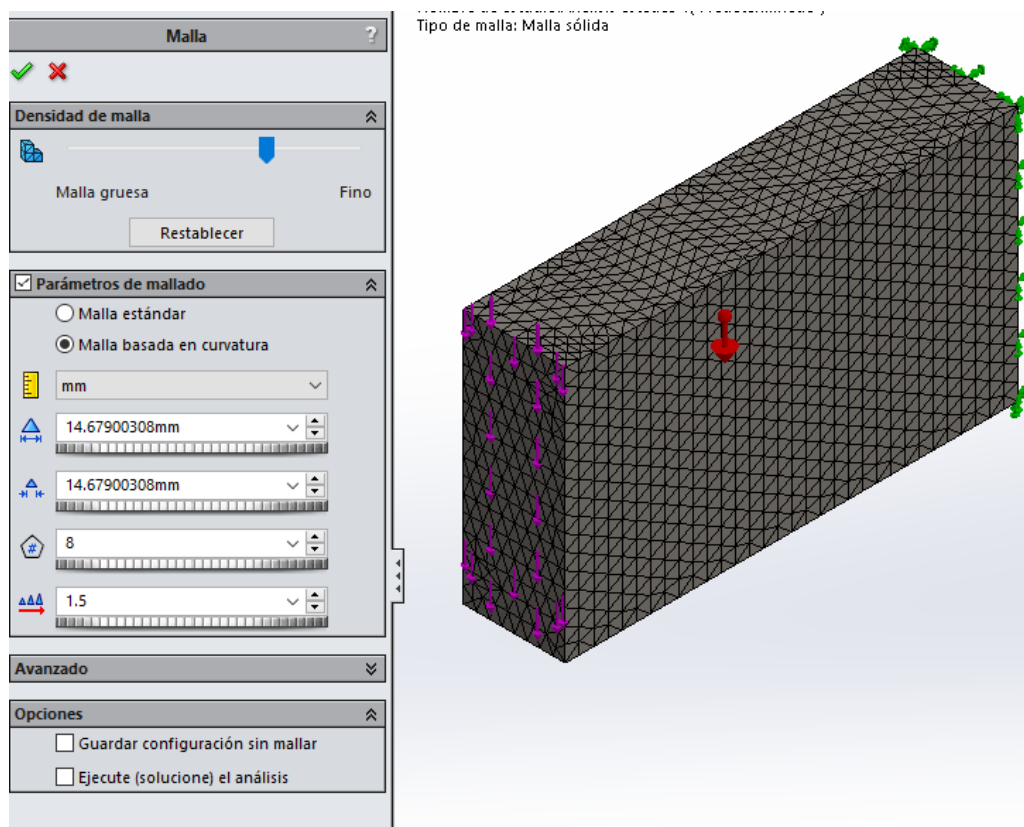 Malla
?
Tipo de malla: Malla sólida
Densidad de malla
Malla gruesa
Fino
Restablecer
Parámetros de mallado
Malla estándar
Malla basada en curvatura
mm
14.67900308mm
14.67900308mm
#
8
1.5
Avanzado
Opciones
Guardar configuración sin mallar
Ejecute (solucione) el análisis